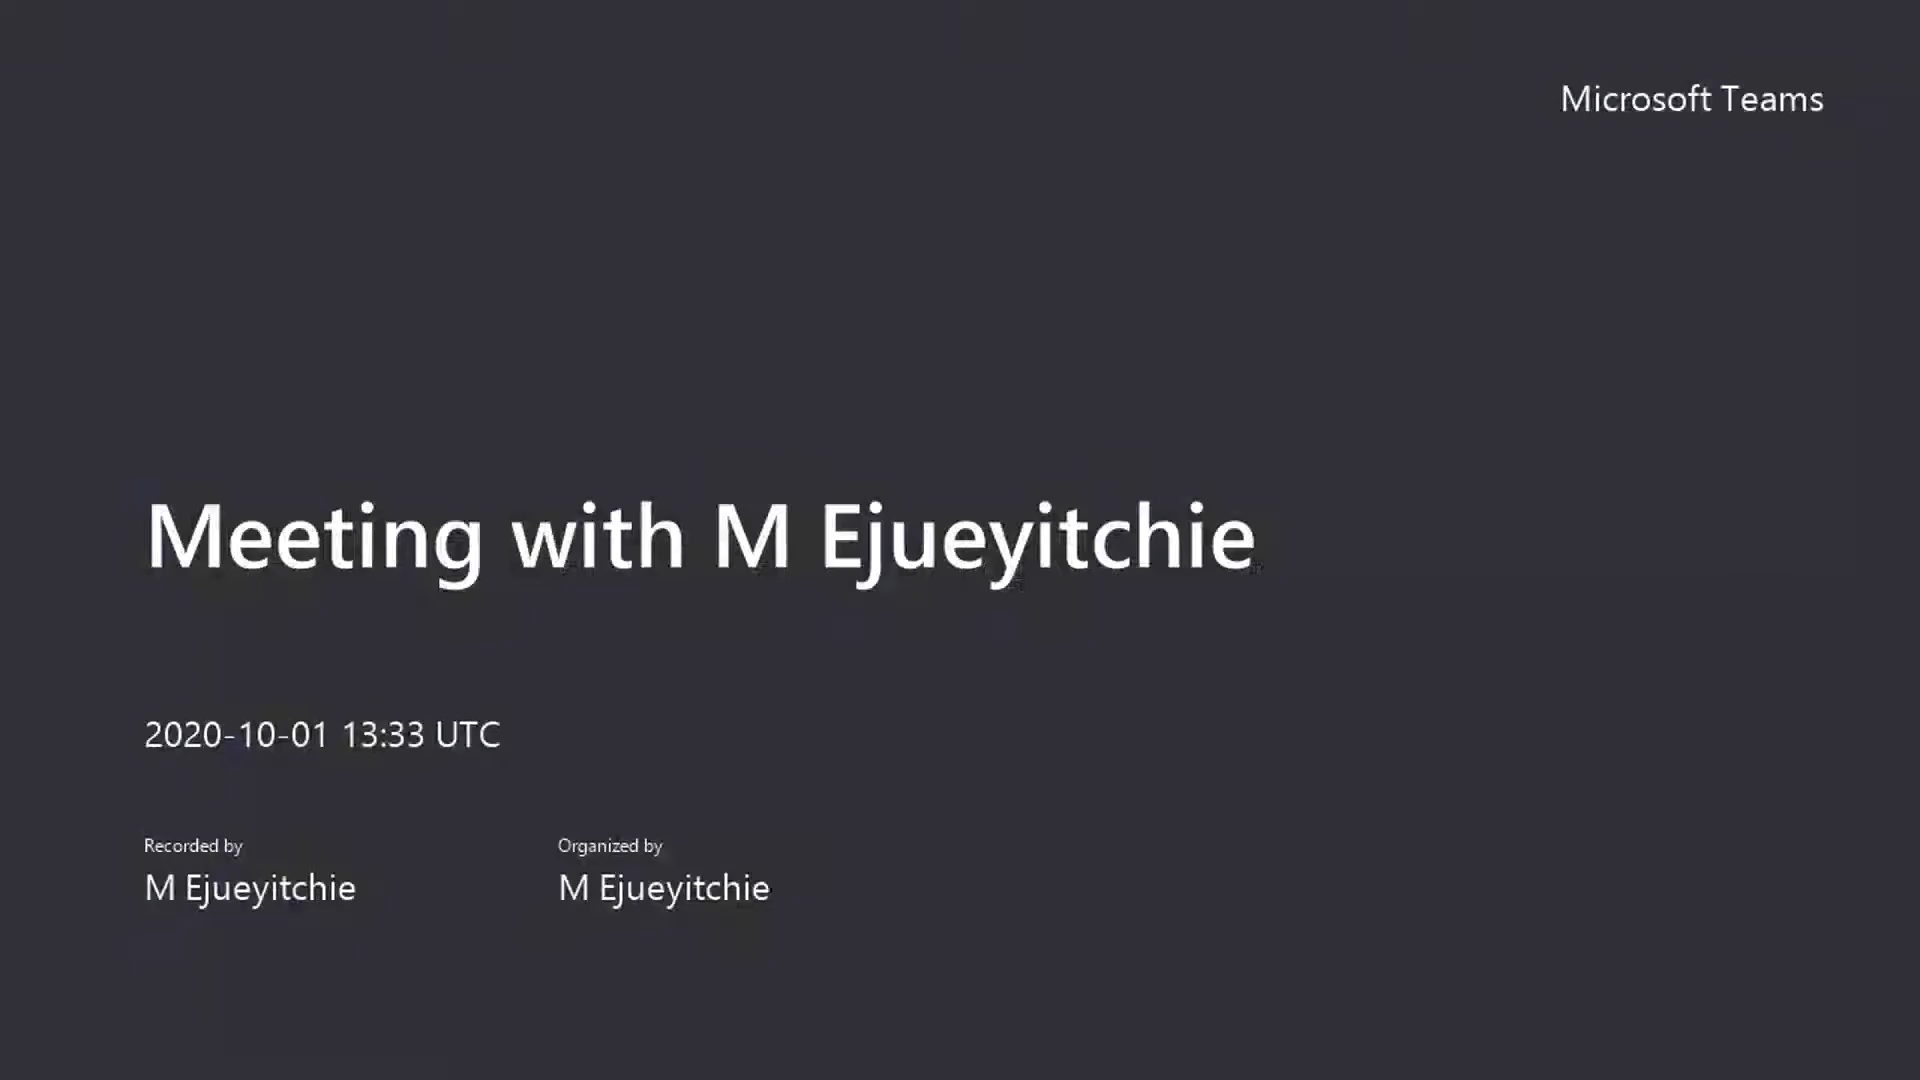 Microsoft Teams
Meeting with M Ejueyitchie
2020-10-01 13:33 UTC
Recorded by
M Ejueyitchie
Organized by
M Ejueyitchie